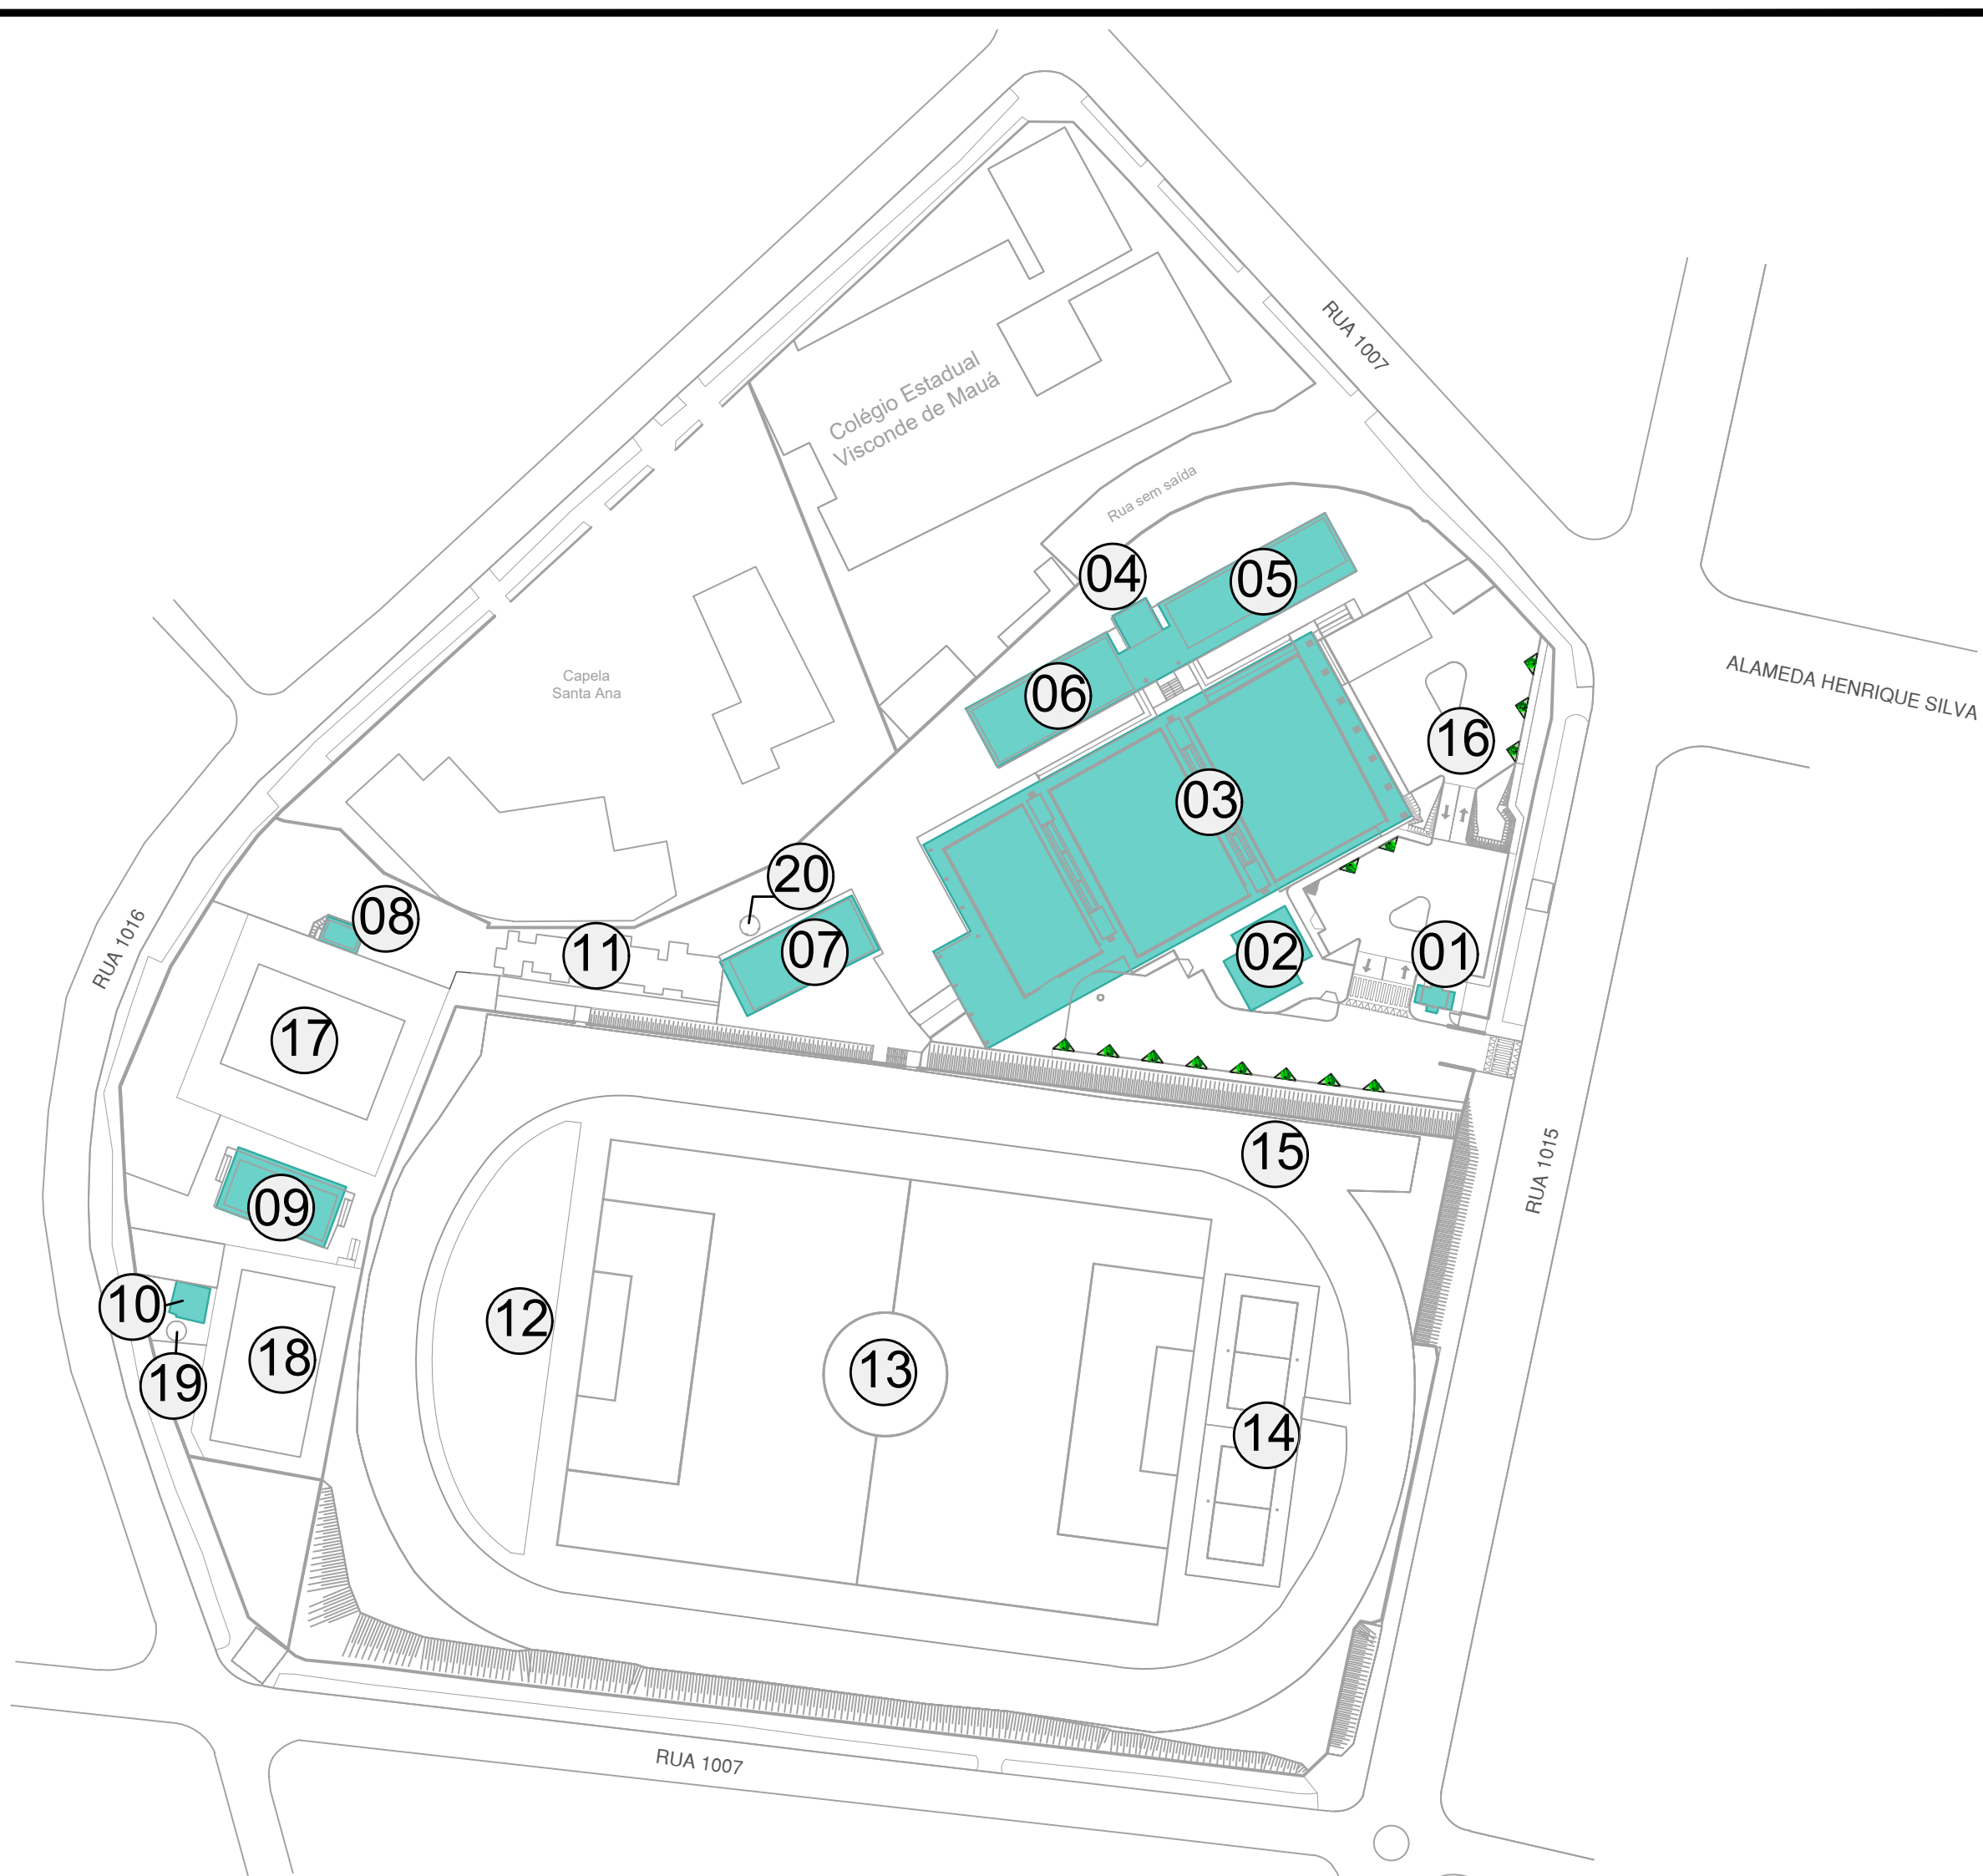 RUA 1007
Colégio Estadual
Visconde de Mauá
Rua sem saída
04
05
ALAMEDA HENRIQUE SILVA
Capela
Santa Ana
06
16
03
20
08
11
07
02
01
RUA 1016
17
15
RUA 1015
09
10
12
18
13
19
14
RUA 1007